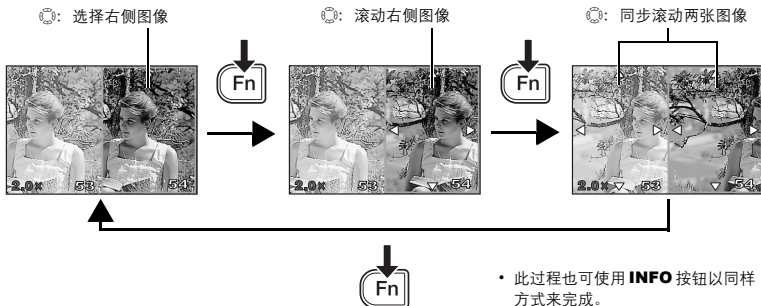 : 选择右侧图像
: 滚动右侧图像
: 同步滚动两张图像
Fn
Fn
2.0× 53 54
2.0× 53 54
2.0× 53 54
Fn
• 此过程也可使用 INFO 按钮以同样
方式来完成。